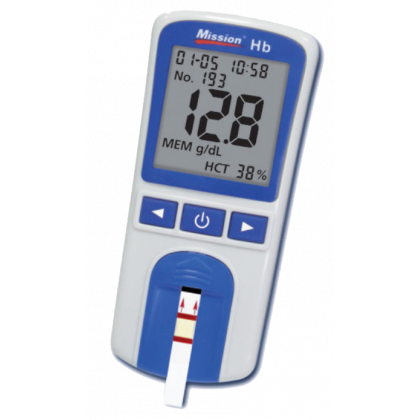 Mission® Hb
01-05 10:58
No. 193
12.8
MEM g/dL
HCT 38%